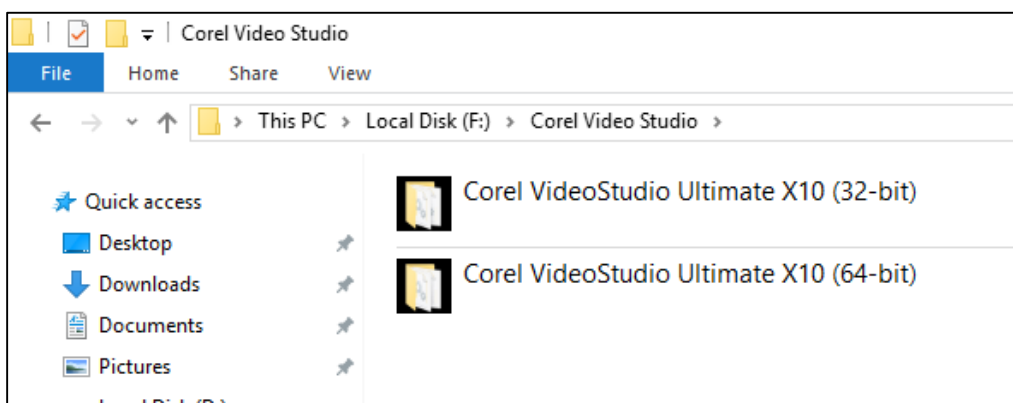 Corel Video Studio
File Home Share View
This PC Local Disk (F:) Corel Video Studio
Quick access
Desktop
Downloads
Documents
Pictures
Corel VideoStudio Ultimate X10 (32-bit)
Corel VideoStudio Ultimate X10 (64-bit)